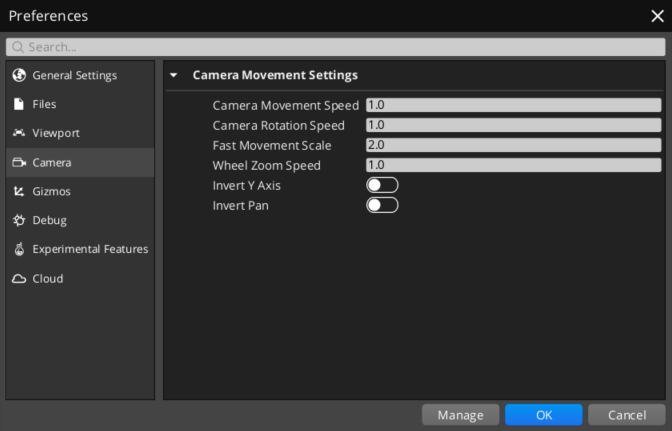 Preferences
Search...
General Settings
Files
Viewport
Camera
Gizmos
Debug
Experimental Features
Cloud
Camera Movement Settings
Camera Movement Speed 1.0
Camera Rotation Speed 1.0
Fast Movement Scale 2.0
Wheel Zoom Speed 1.0
Invert Y Axis
Invert Pan
Manage OK Cancel